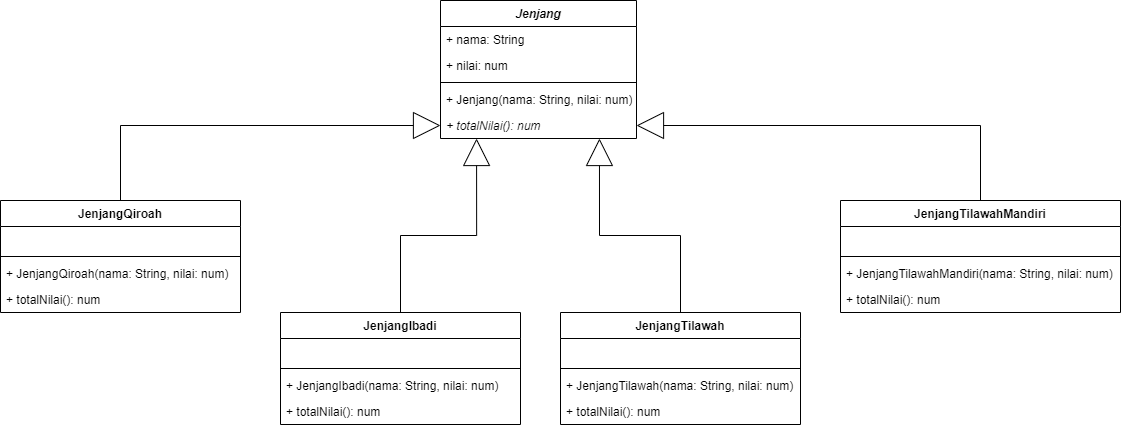 Jenjang
+ nama: String
+ nilai: num
+ Jenjang(nama: String, nilai: num)
+ totalNilai(): num
JenjangQiroah
+ JenjangQiroah(nama: String, nilai: num)
+ totalNilai(): num
JenjangIbadi
+ JenjangIbadi(nama: String, nilai: num)
+ totalNilai(): num
JenjangTilawah
+ JenjangTilawah(nama: String, nilai: num)
+ totalNilai(): num
JenjangTilawahMandiri
+ JenjangTilawahMandiri(nama: String, nilai: num)
+ totalNilai(): num